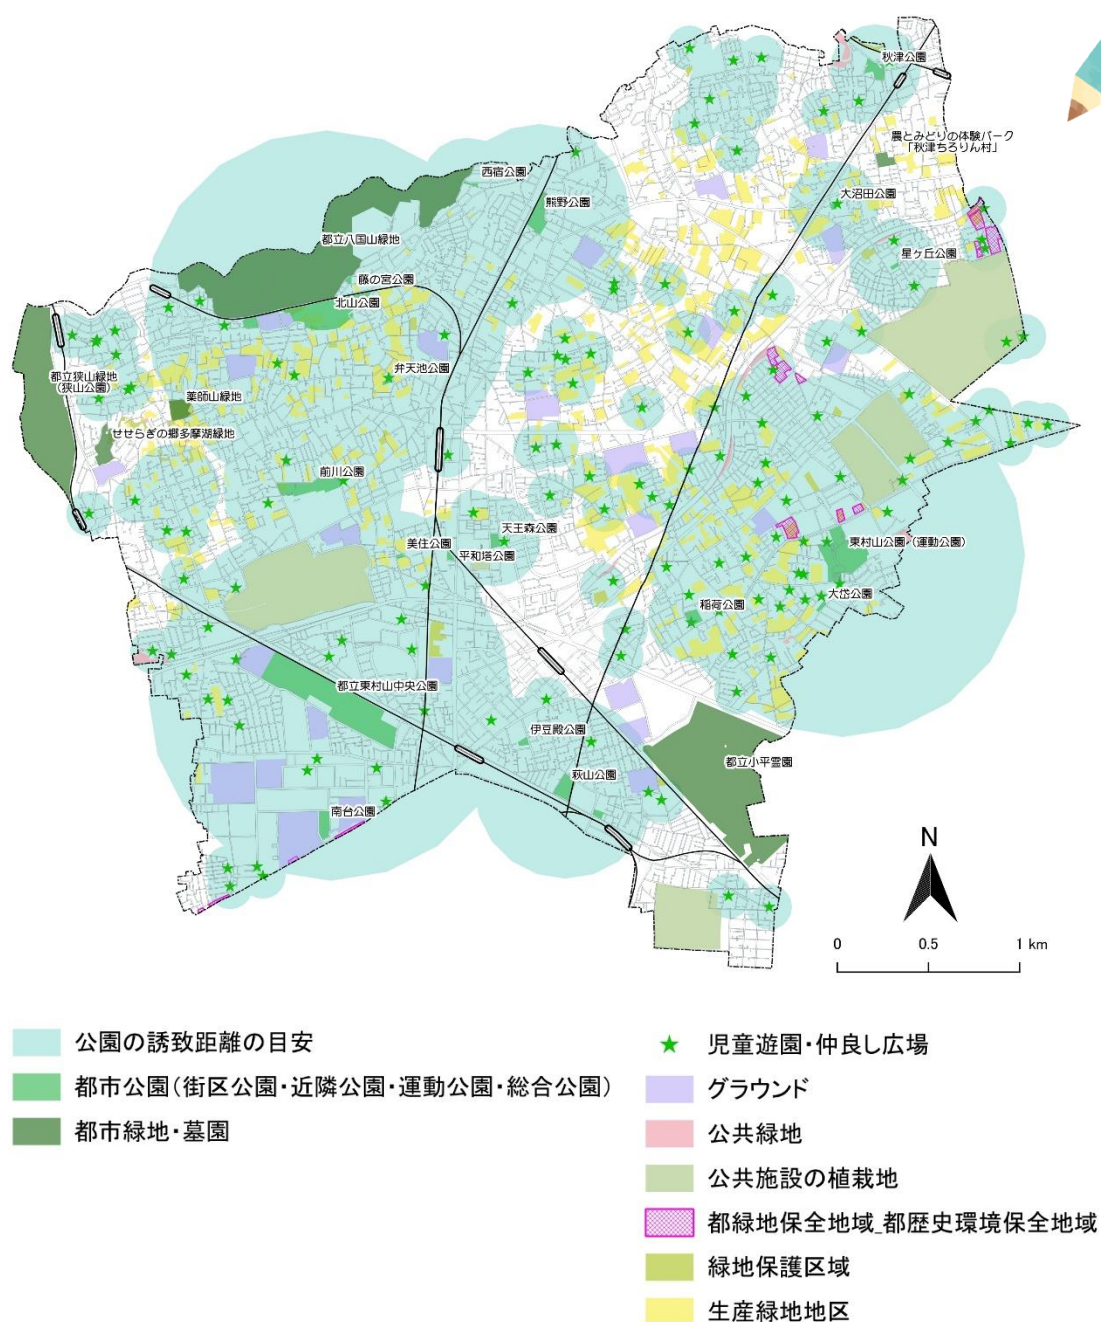 秋津公園
農とみどりの体験パーク
「秋津ちろりん村」
西宿公園
熊野公園
大沼田公園
都立八国山緑地
星ケ丘公園
藤の宮公園
北山公園
弁天池公園
都立狭山緑地
(狭山公園)
薬師山緑地
せせらぎの郷多摩湖緑地
前川公園
天王森公園
美住公園
平和塔公園
東村山公園(運動公園)
大岱公園
稲荷公園
都立東村山中央公園
伊豆殿公園
都立小平霊園
萩山公園
南台公園
N
0 0.5 1 km
公園の誘致距離の目安
都市公園(街区公園・近隣公園・運動公園・総合公園)
都市緑地・墓園
児童遊園・仲良し広場
グラウンド
公共緑地
公共施設の植栽地
都緑地保全地域_都歴史環境保全地域
緑地保護区域
生産緑地地区